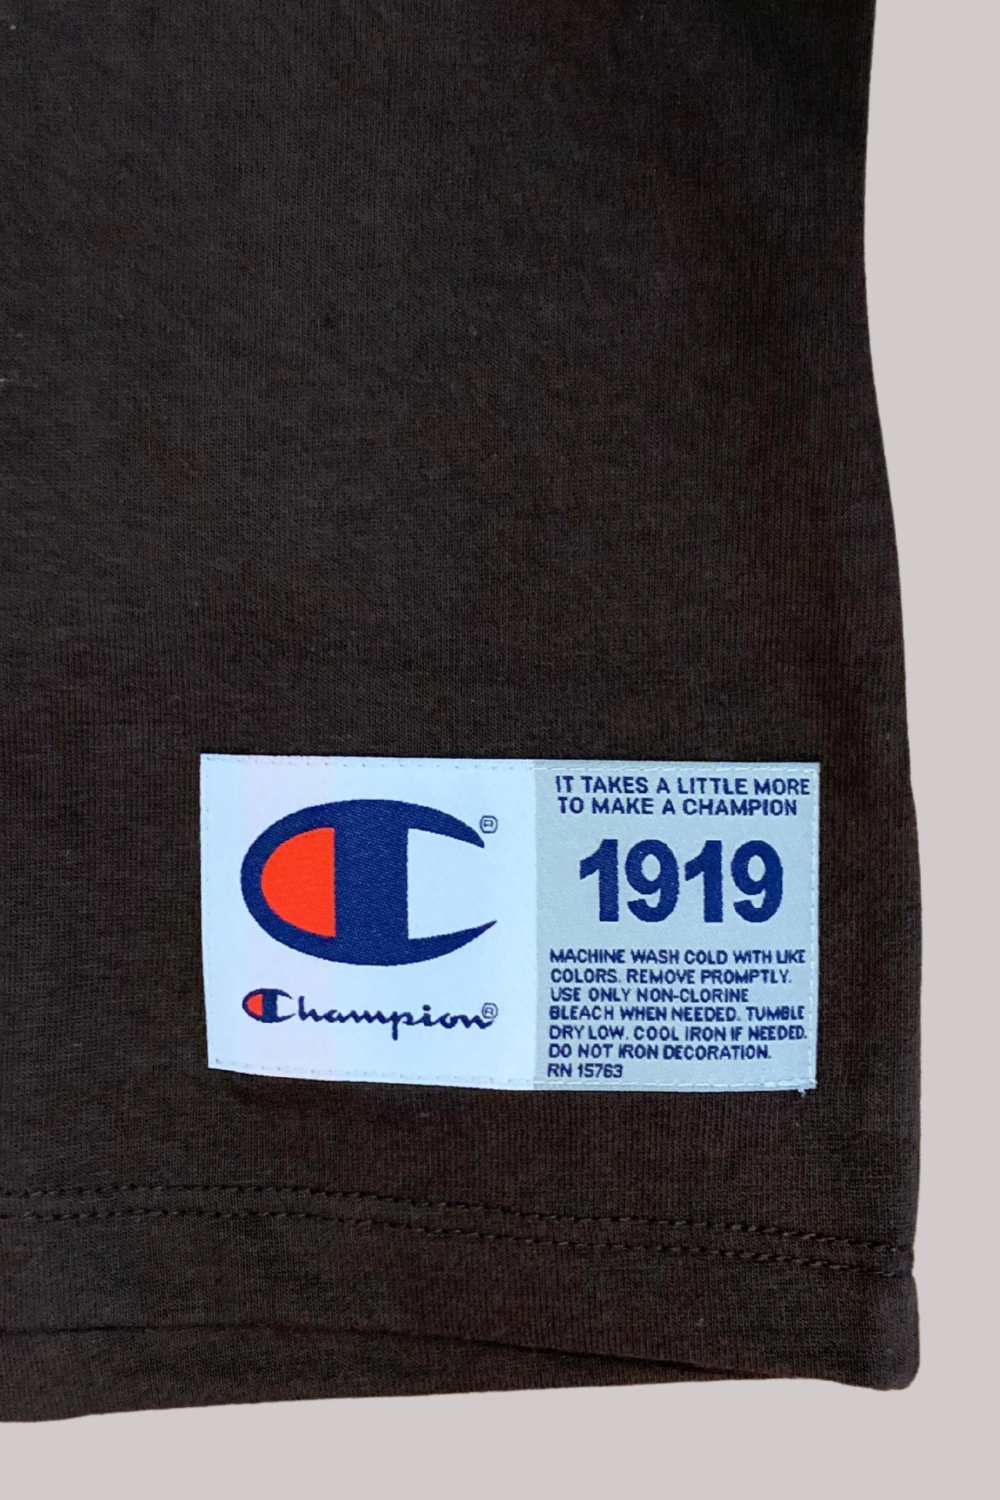 Champion
IT TAKES A LITTLE MORE
TO MAKE A CHAMPION
1919
MACHINE WASH COLD WITH LIKE
COLORS. REMOVE PROMPTLY.
USE ONLY NON-CLORINE
BLEACH WHEN NEEDED. TUMBLE
DRY LOW. COOL IRON IF NEEDED.
DO NOT IRON DECORATION.
RN 15763